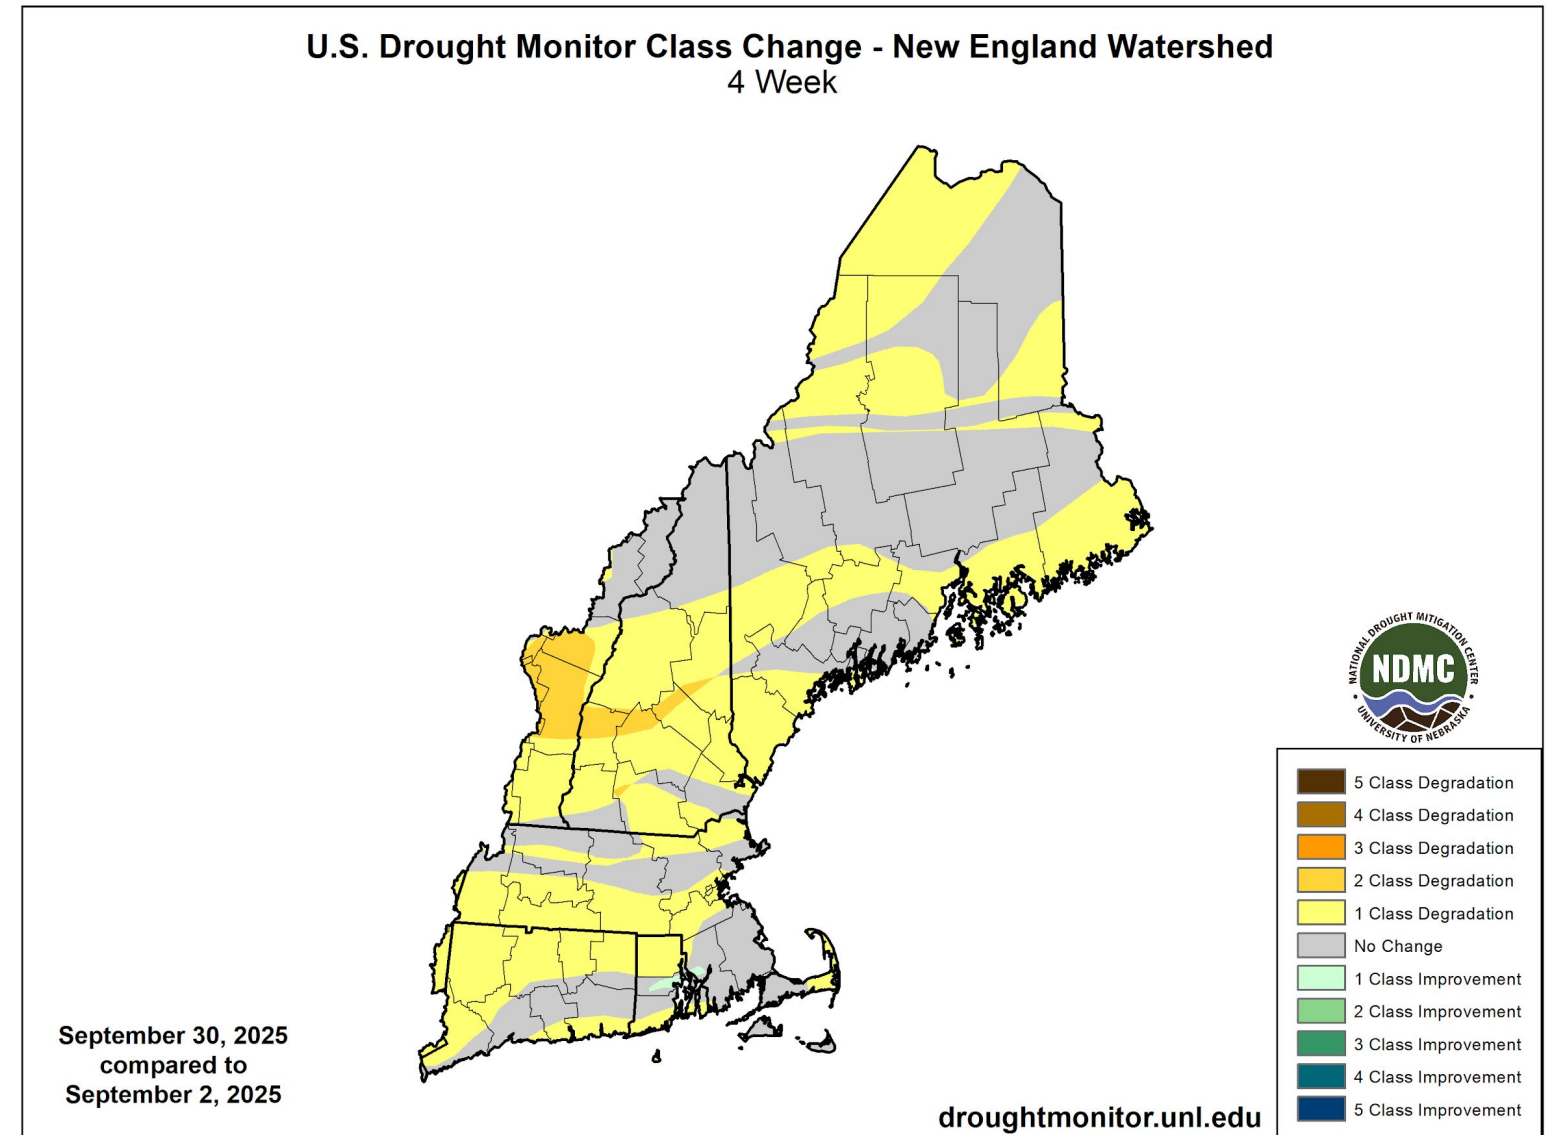 U.S. Drought Monitor Class Change - New England Watershed
4 Week
NATIONAL DROUGHT MITIGATION CENTER
NDMC
UNIVERSITY OF NEBRASKA
5 Class Degradation
4 Class Degradation
3 Class Degradation
2 Class Degradation
1 Class Degradation
No Change
1 Class Improvement
2 Class Improvement
3 Class Improvement
4 Class Improvement
5 Class Improvement
September 30, 2025
compared to
September 2, 2025
droughtmonitor.unl.edu